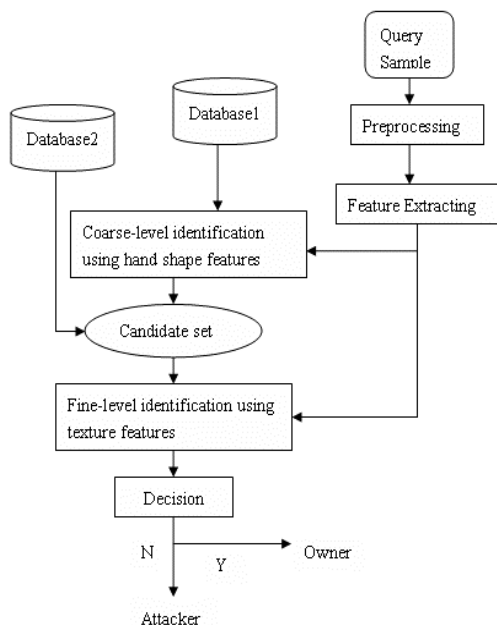 Query
Sample
Database1
Database2
Preprocessing
Feature Extracting
Coarse-level identification
using hand shape features
Candidate set
Fine-level identification using
texture features
Decision
N
Y
Owner
Attacker